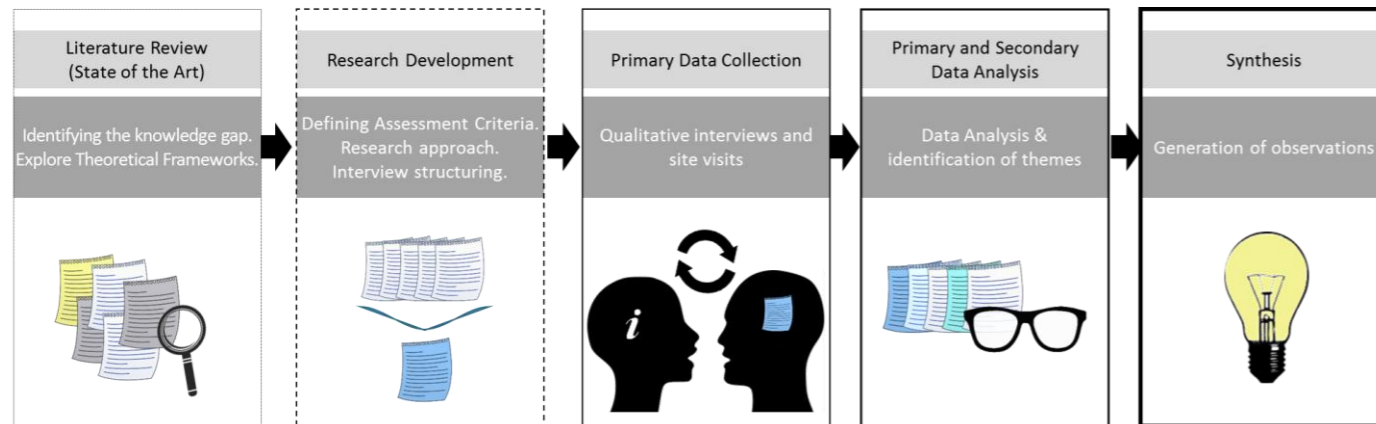 Literature Review
(State of the Art)
Identifying the knowledge gap.
Explore Theoretical Frameworks.
Research Development
Defining Assessment Criteria.
Research approach.
Interview structuring.
Primary Data Collection
Qualitative interviews and
site visits
i
Primary and Secondary
Data Analysis
Data Analysis &
identification of themes
Synthesis
Generation of observations